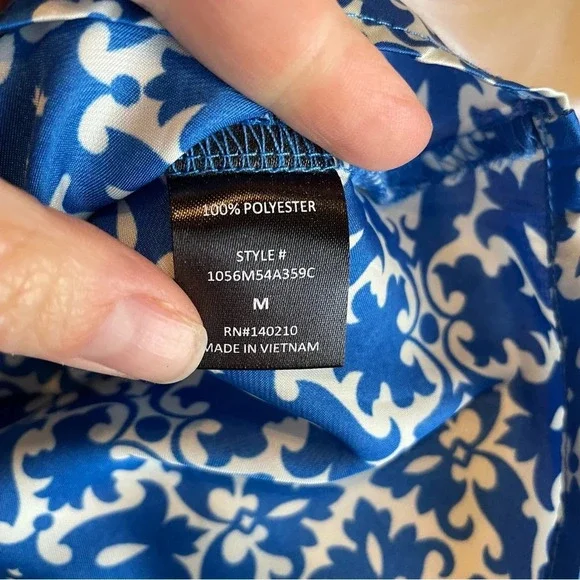 100% POLYESTER
STYLE #
1056M54A359C
M
RN#140210
MADE IN VIETNAM